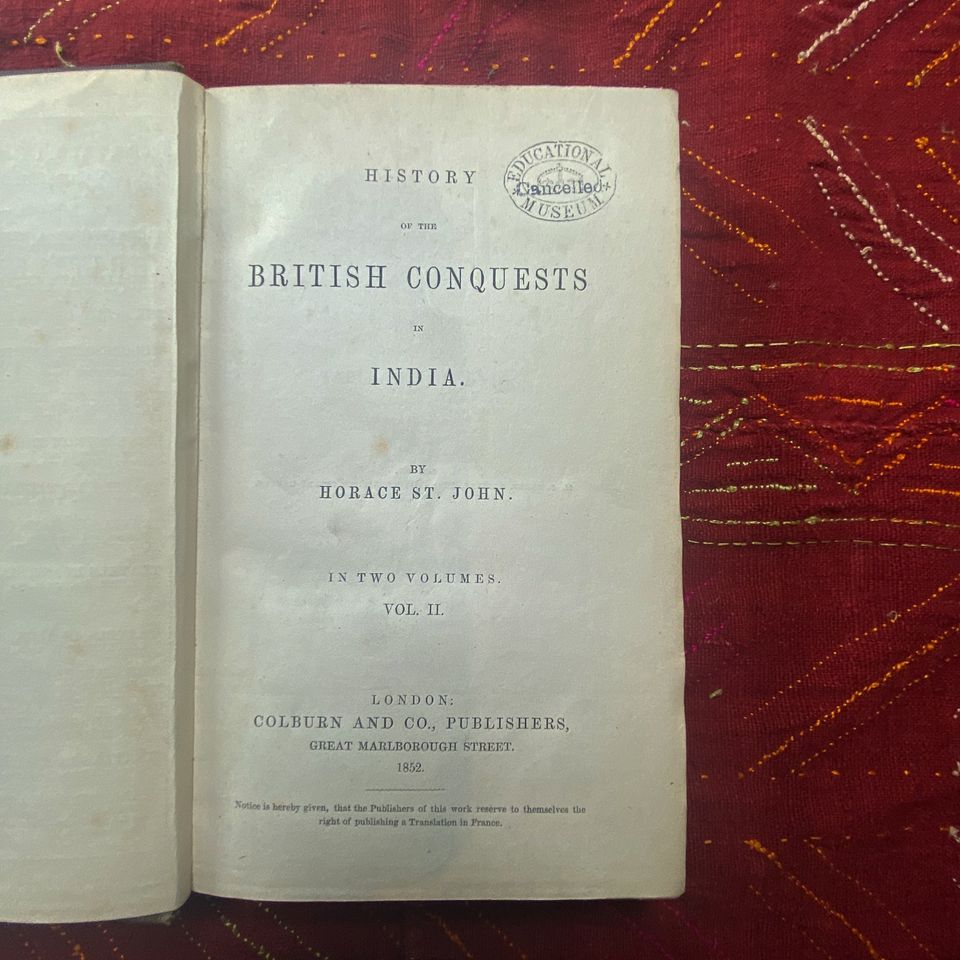 HISTORY
OF THE
BRITISH CONQUESTS
IN
INDIA.
BY
HORACE ST. JOHN.
IN TWO VOLUMES.
VOL. II.
LONDON:
COLBURN AND CO., PUBLISHERS,
GREAT MARLBOROUGH STREET.
1852.
Notice is hereby given, that the Publishers of this work reserve to themselves the
right of publishing a Translation in France.
EDUCATIONAL
Cancelled
MUSEUM